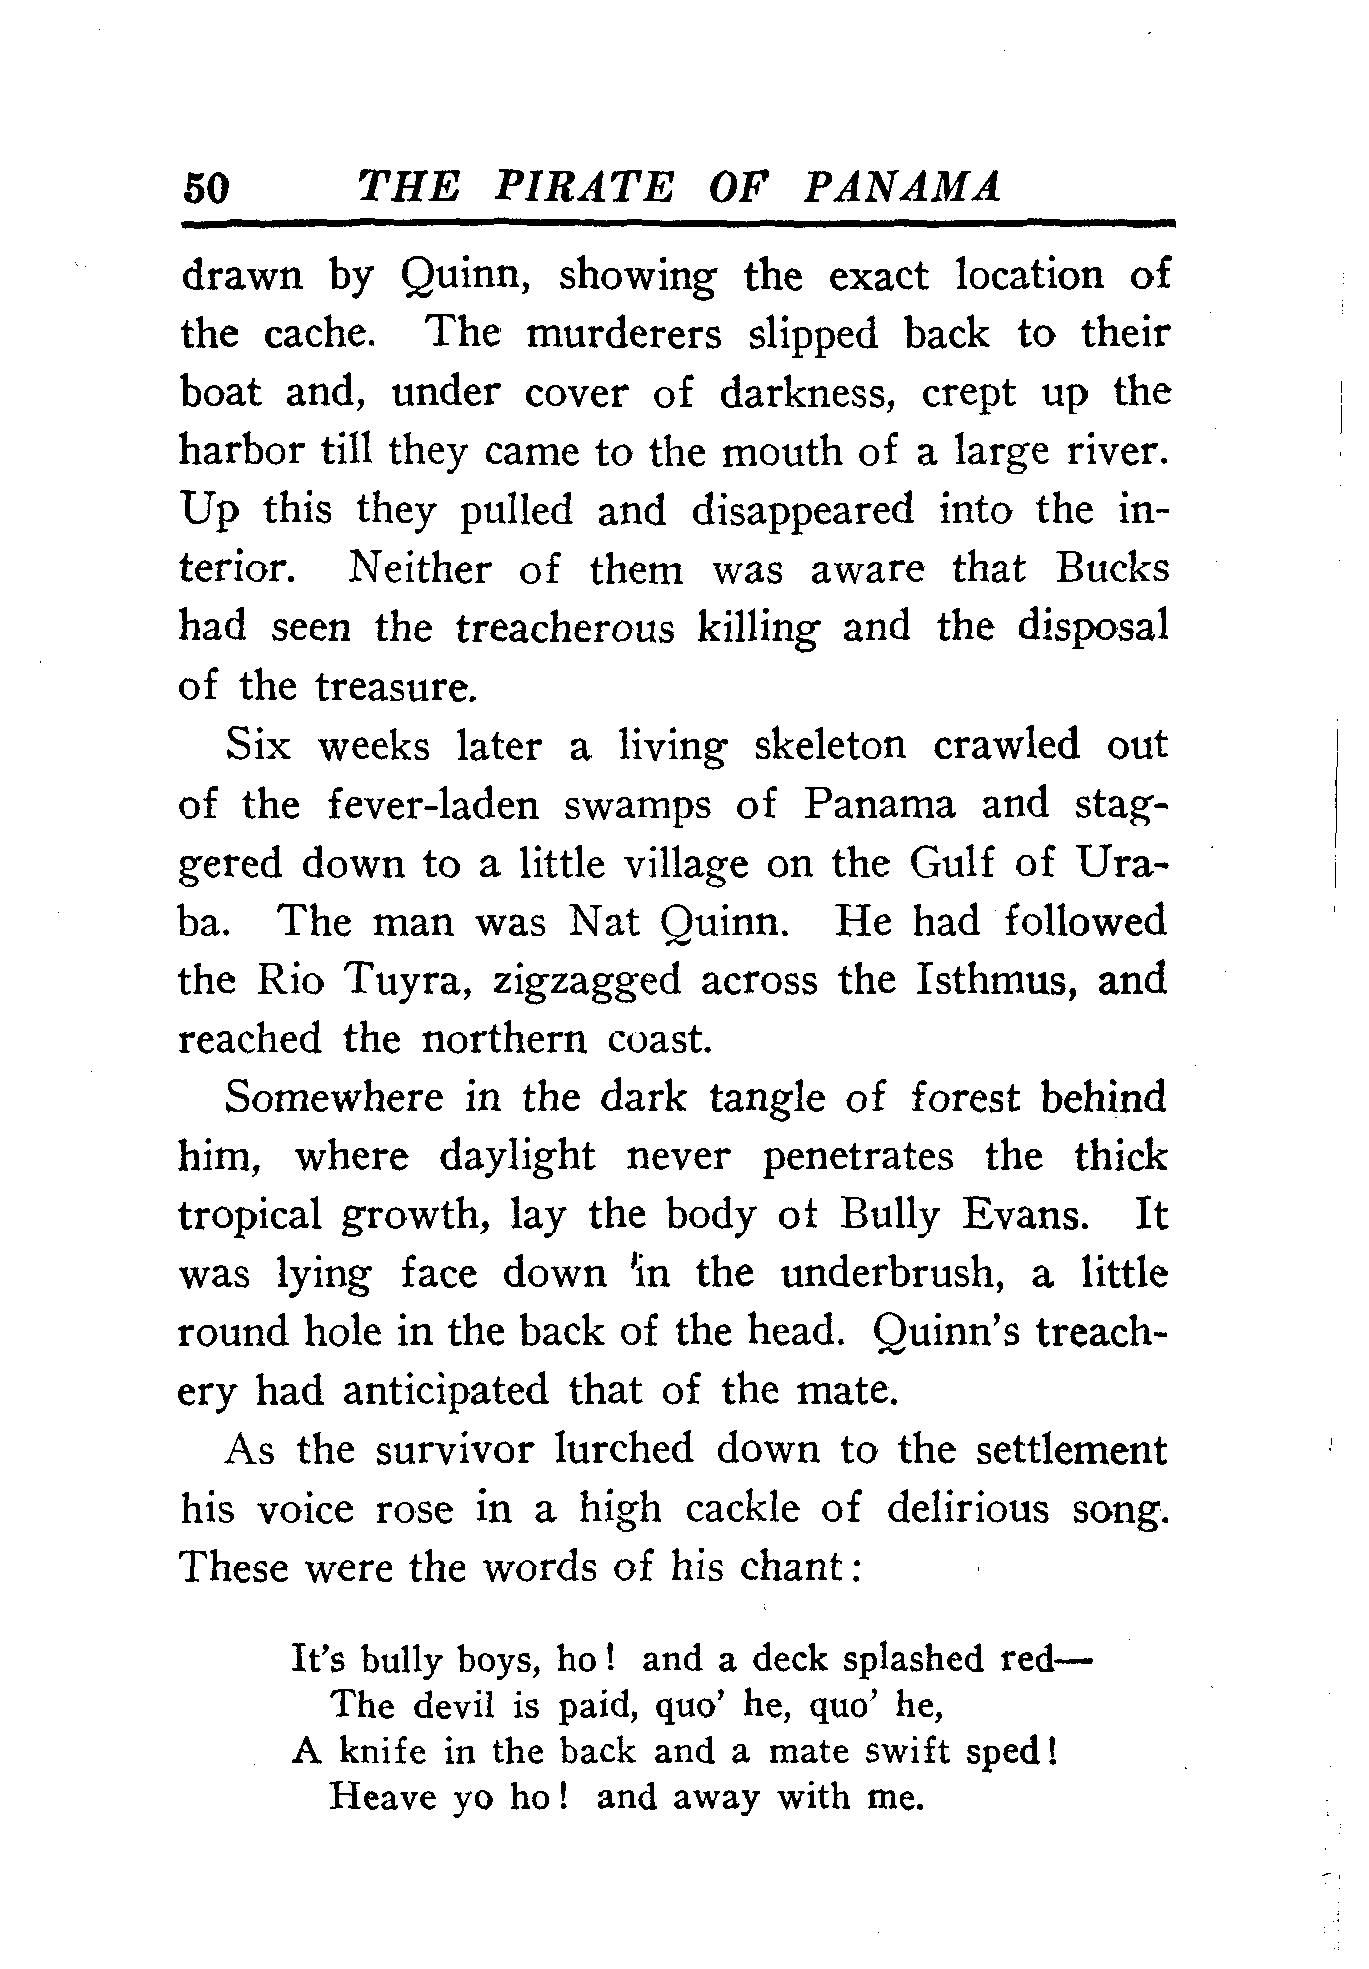 50 THE PIRATE OF PANAMA
drawn by Quinn, showing the exact location of
the cache. The murderers slipped back to their
boat and, under cover of darkness, crept up the
harbor till they came to the mouth of a large river.
Up this they pulled and disappeared into the in-
terior. Neither of them was aware that Bucks
had seen the treacherous killing and the disposal
of the treasure.
Six weeks later a living skeleton crawled out
of the fever-laden swamps of Panama and stag-
gered down to a little village on the Gulf of Ura-
ba. The man was Nat Quinn. He had followed
the Rio Tuyra, zigzagged across the Isthmus, and
reached the northern coast.
Somewhere in the dark tangle of forest behind
him, where daylight never penetrates the thick
tropical growth, lay the body of Bully Evans. It
was lying face down in the underbrush, a little
round hole in the back of the head. Quinn's treach-
ery had anticipated that of the mate.
As the survivor lurched down to the settlement
his voice rose in a high cackle of delirious song.
These were the words of his chant:
It's bully boys, ho! and a deck splashed red—
The devil is paid, quo' he, quo' he,
A knife in the back and a mate swift sped!
Heave yo ho! and away with me.